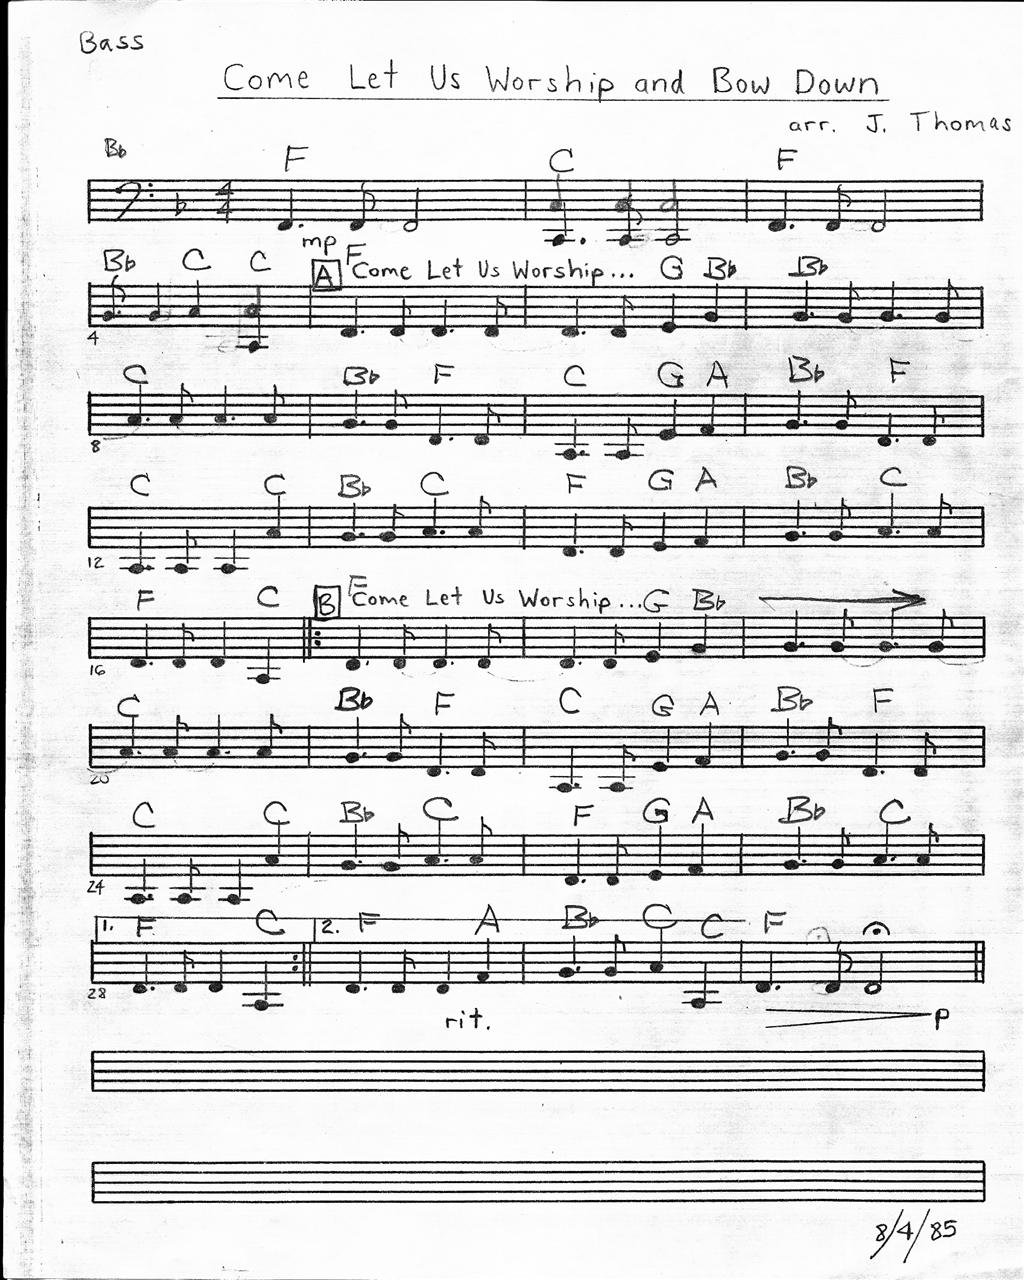 Bass
Come Let Us Worship and Bow Down
arr. J. Thomas
B♭ F C F
4 4
mp
B♭ C C A F Come Let Us Worship... G B♭ B♭
4
C B♭ F C G A B♭ F
8
C C B♭ C F G A B♭ C
12
F C B F Come Let Us Worship...G B♭
16
C B♭ F C G A B♭ F
20
C C B♭ C F G A B♭ C
24
1. F C 2. F A B♭ C C F
28
rit. p
8/4/85